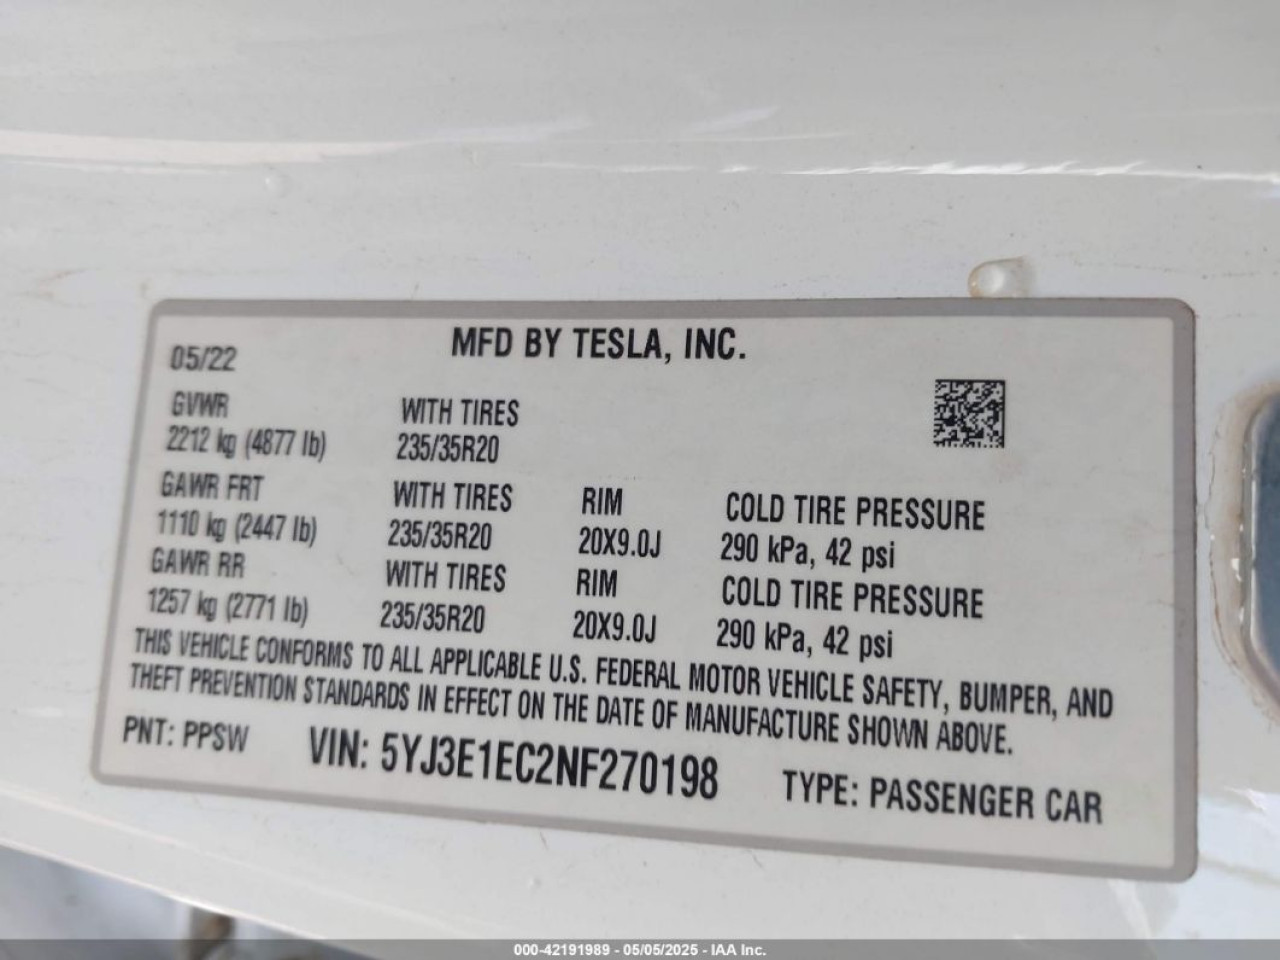 05/22
MFD BY TESLA, INC.
GVWR
2212 kg (4877 lb)
WITH TIRES
235/35R20
GAWR FRT
1110 kg (2447 lb)
WITH TIRES
235/35R20
RIM
20X9.0J
COLD TIRE PRESSURE
290 kPa, 42 psi
GAWR RR
1257 kg (2771 lb)
WITH TIRES
235/35R20
RIM
20X9.0J
COLD TIRE PRESSURE
290 kPa, 42 psi
THIS VEHICLE CONFORMS TO ALL APPLICABLE U.S. FEDERAL MOTOR VEHICLE SAFETY, BUMPER, AND
THEFT PREVENTION STANDARDS IN EFFECT ON THE DATE OF MANUFACTURE SHOWN ABOVE.
PNT: PPSW
VIN: 5YJ3E1EC2NF270198
TYPE: PASSENGER CAR
000-42191989 - 05/05/2025 - IAA Inc.